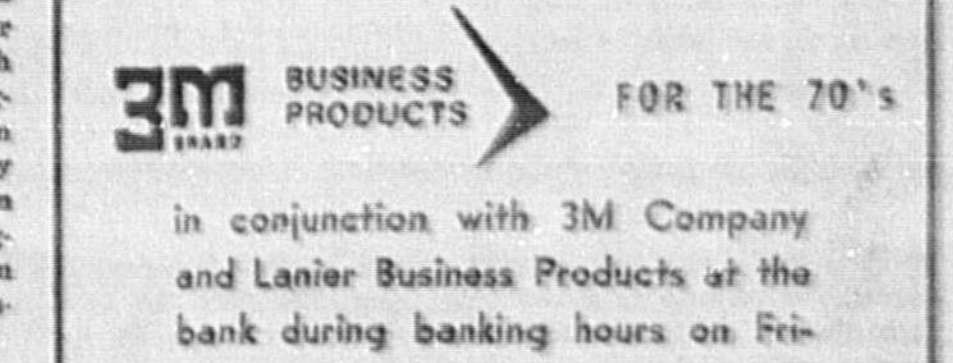 3M BUSINESS PRODUCTS FOR THE 70's
BRAND
in conjunction with 3M Company
and Lanier Business Products at the
bank during banking hours on Fri-